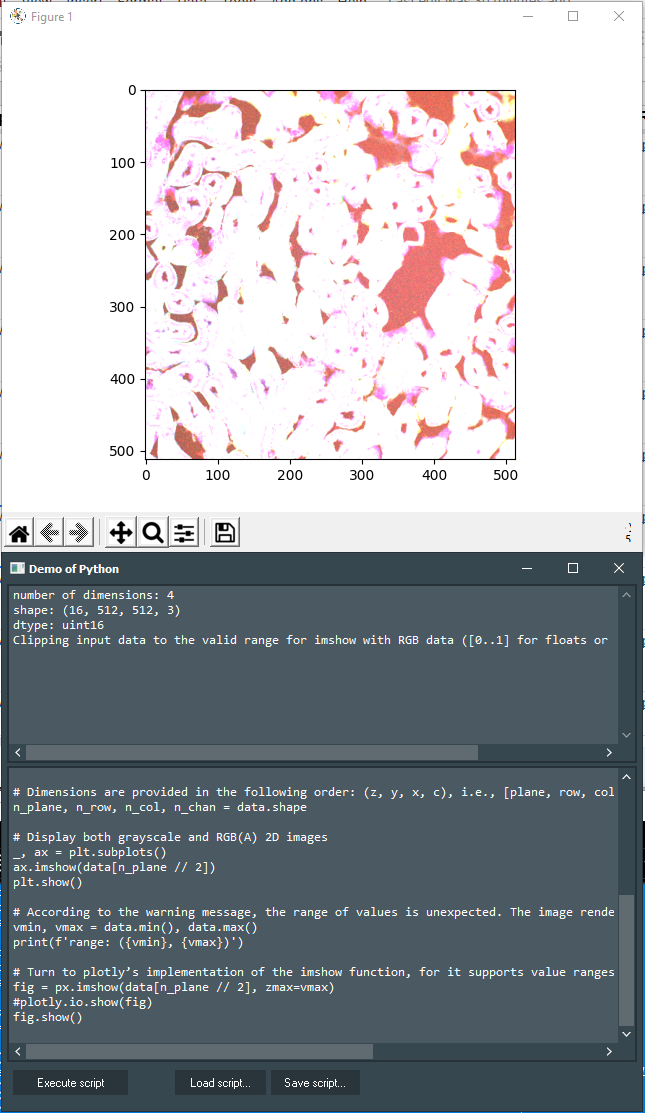 Figure 1
0
100
200
300
400
500
0
100
200
300
400
500
Demo of Python
number of dimensions: 4
shape: (16, 512, 512, 3)
dtype: uint16
Clipping input data to the valid range for imshow with RGB data ([0..1] for floats or
# Dimensions are provided in the following order: (z, y, x, c), i.e., [plane, row, col
n_plane, n_row, n_col, n_chan = data.shape
# Display both grayscale and RGB(A) 2D images
_, ax = plt.subplots()
ax.imshow(data[n_plane // 2])
plt.show()
# According to the warning message, the range of values is unexpected. The image rende
vmin, vmax = data.min(), data.max()
print(f'range: ({vmin}, {vmax})')
# Turn to plotly’s implementation of the imshow function, for it supports value ranges
fig = px.imshow(data[n_plane // 2], zmax=vmax)
#plotly.io.show(fig)
fig.show()
Execute script
Load script...
Save script...